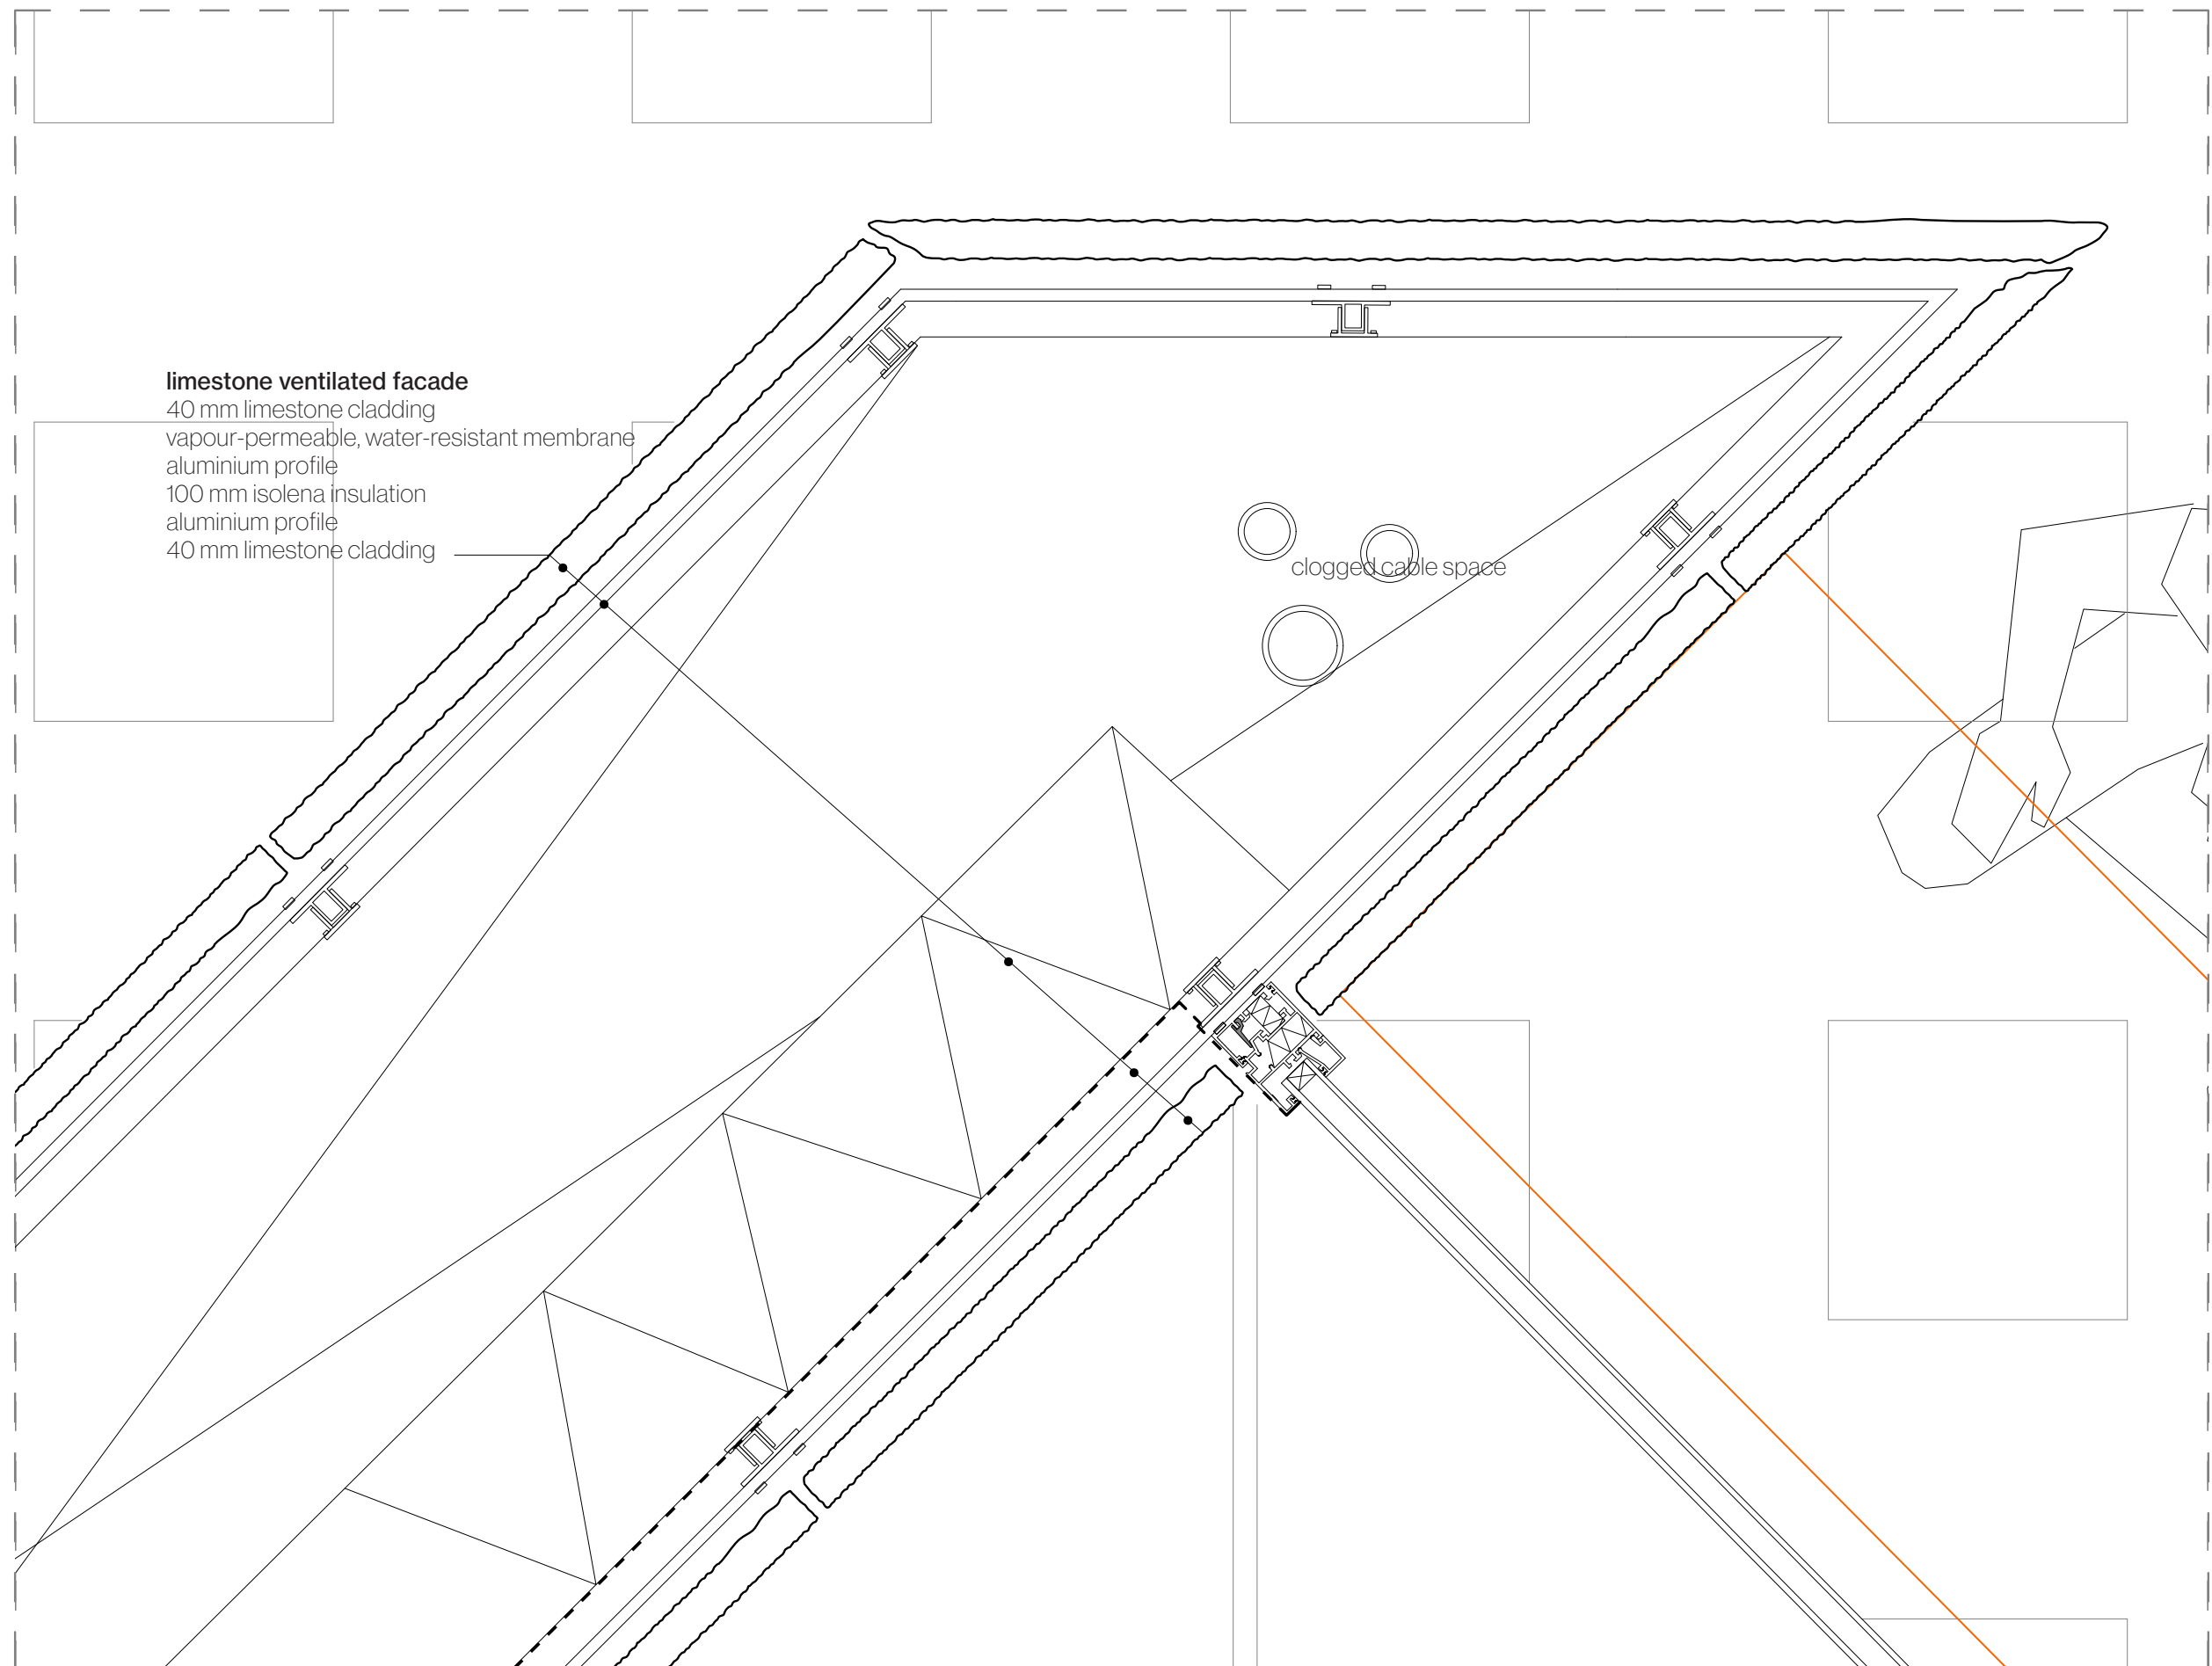 limestone ventilated facade
40 mm limestone cladding
vapour-permeable, water-resistant membrane
aluminium profile
100 mm isolena insulation
aluminium profile
40 mm limestone cladding
clogged cable space